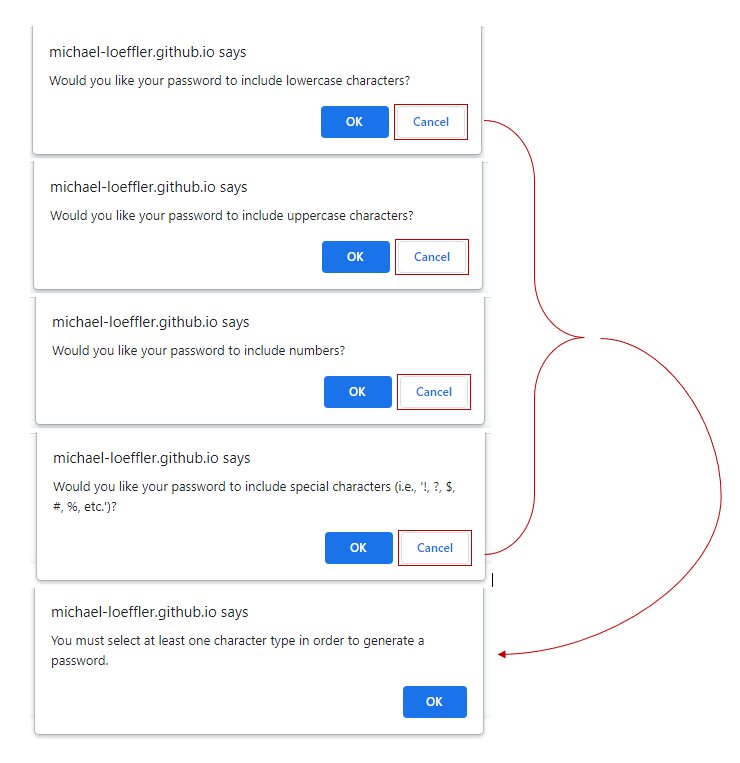 michael-loeffler.github.io says
Would you like your password to include lowercase characters?
OK Cancel
michael-loeffler.github.io says
Would you like your password to include uppercase characters?
OK Cancel
michael-loeffler.github.io says
Would you like your password to include numbers?
OK Cancel
michael-loeffler.github.io says
Would you like your password to include special characters (i.e., '!, ?, $,
#, %, etc.')?
OK Cancel
michael-loeffler.github.io says
You must select at least one character type in order to generate a
password.
OK